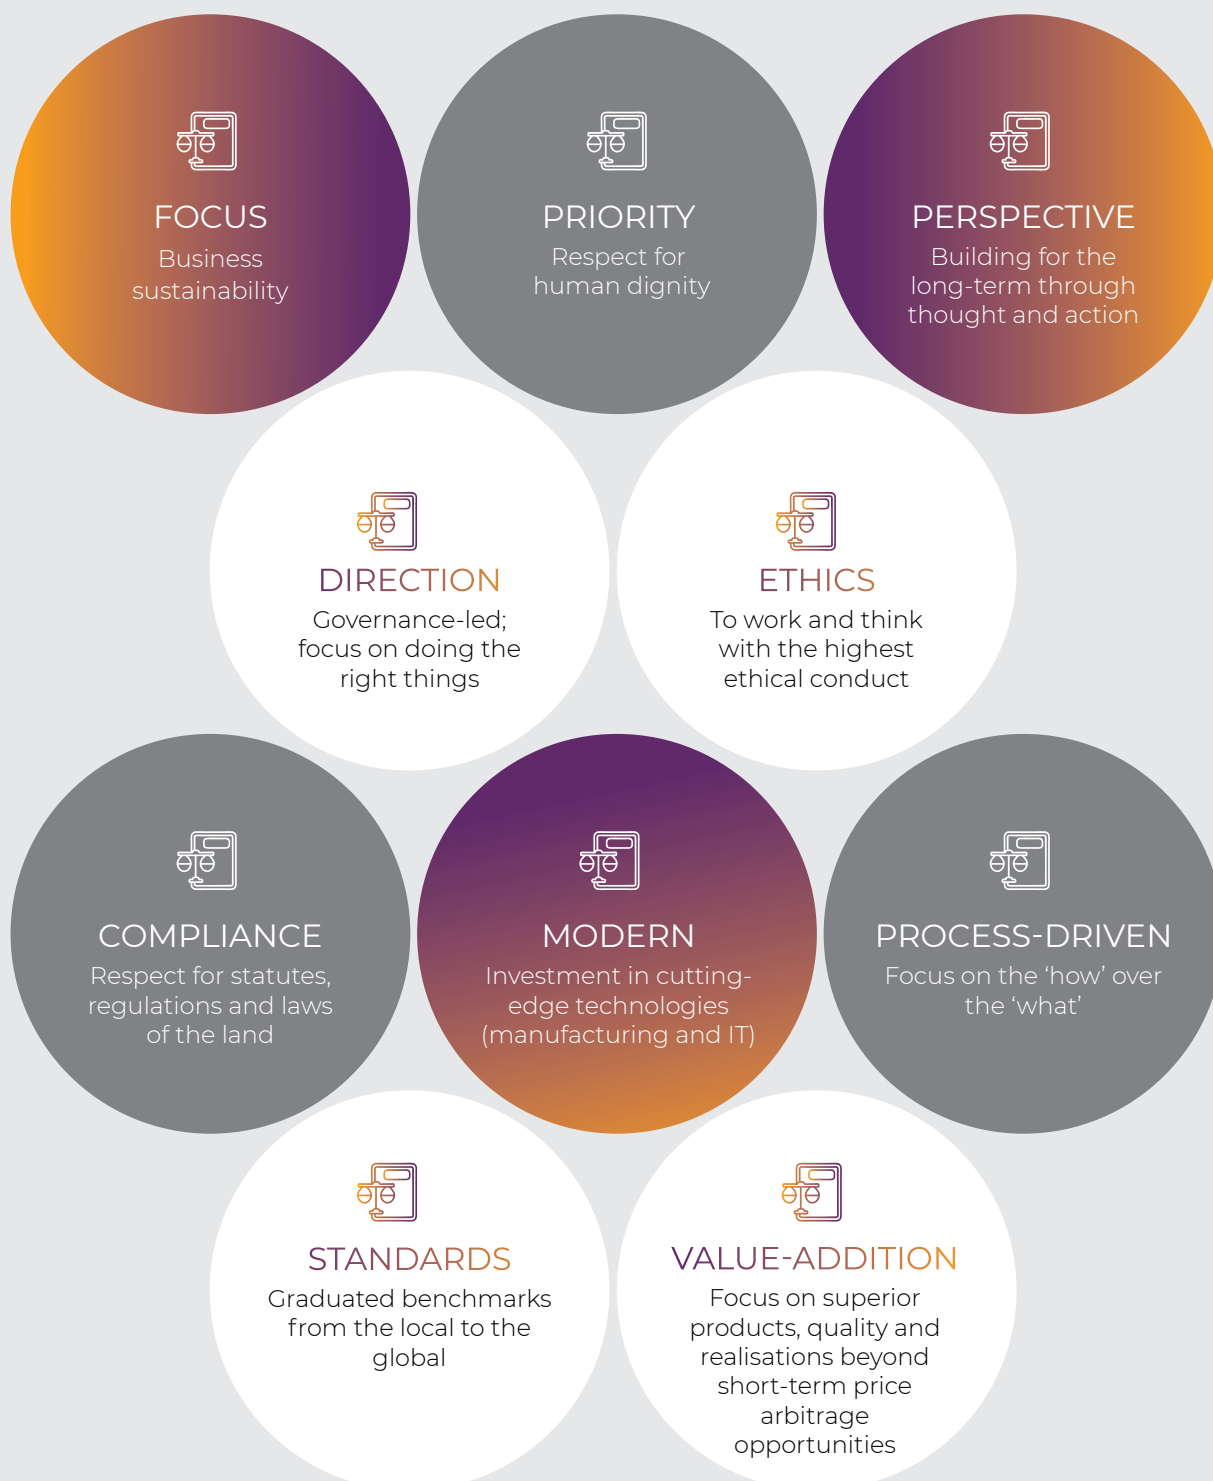 FOCUS
Business
sustainability
PRIORITY
Respect for
human dignity
PERSPECTIVE
Building for the
long-term through
thought and action
DIRECTION
Governance-led;
focus on doing the
right things
ETHICS
To work and think
with the highest
ethical conduct
COMPLIANCE
Respect for statutes,
regulations and laws
of the land
MODERN
Investment in cutting-
edge technologies
(manufacturing and IT)
PROCESS-DRIVEN
Focus on the ‘how’ over
the ‘what’
STANDARDS
Graduated benchmarks
from the local to the
global
VALUE-ADDITION
Focus on superior
products, quality and
realisations beyond
short-term price
arbitrage
opportunities